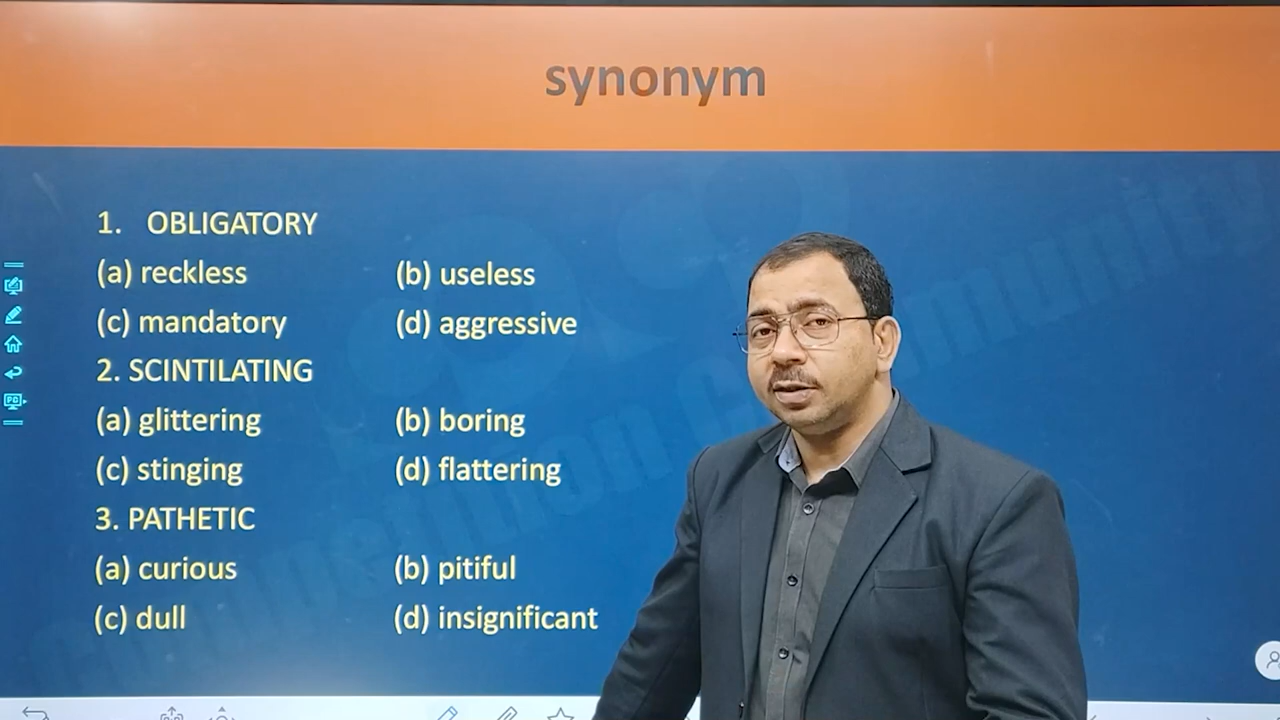 synonym
1. OBLIGATORY
(a) reckless (b) useless
(c) mandatory (d) aggressive
2. SCINTILATING
(a) glittering (b) boring
(c) stinging (d) flattering
3. PATHETIC
(a) curious (b) pitiful
(c) dull (d) insignificant